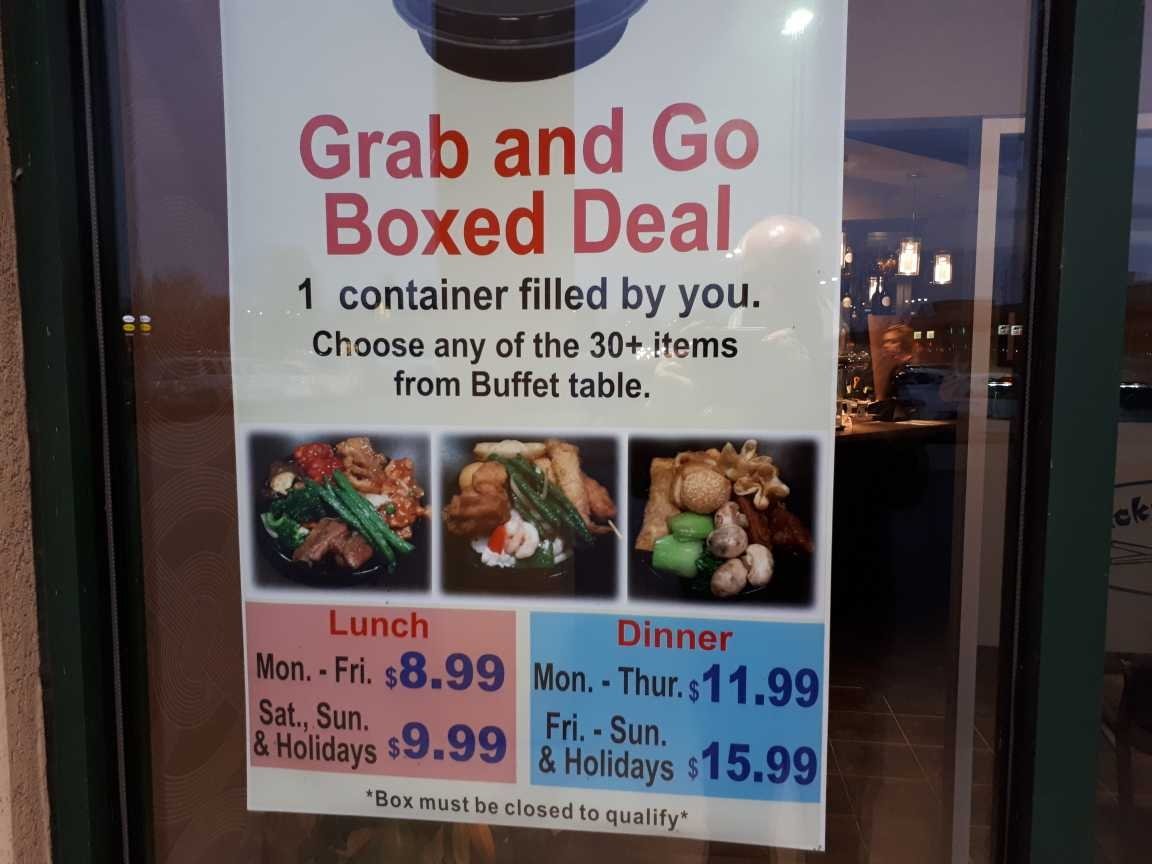 Grab and Go
Boxed Deal
1 container filled by you.
Choose any of the 30+ items
from Buffet table.
Lunch
Mon. - Fri. $8.99
Sat., Sun.
& Holidays $9.99
Dinner
Mon. - Thur. $11.99
Fri. - Sun.
& Holidays $15.99
*Box must be closed to qualify*